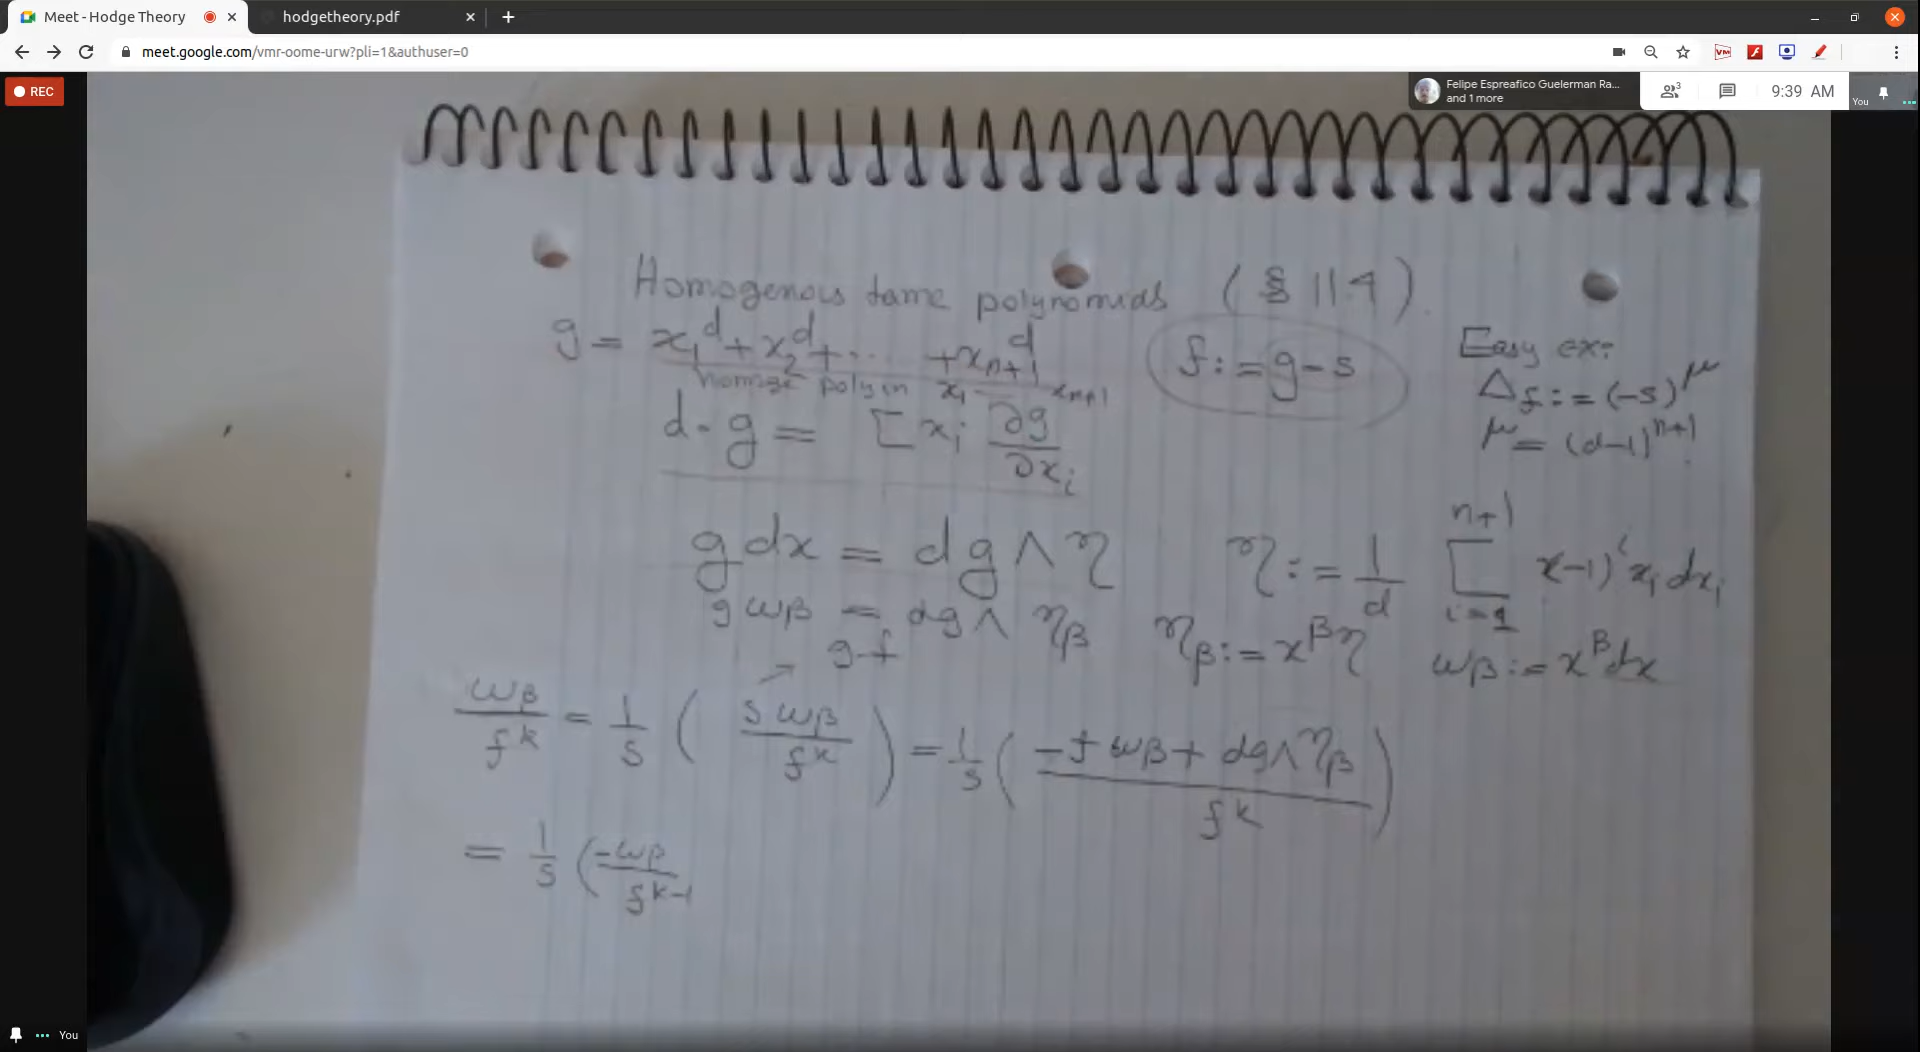 Meet - Hodge Theory
hodgetheory.pdf
meet.google.com/vmr-oome-urw?pli=1&authuser=0
REC
Felipe Espreafico Guelerman Ra...
and 1 more
3
9:39 AM
You
Homogenous tame polynomials (§ 11.4)
g = x_1^d + x_2^d + ... + x_{n+1}^d
f := g - s
Easy ex:
homoge polyin x_1 — x_{n+1}
Δ_f := (-s)^μ
d·g = Σ x_i ∂g/∂x_i
μ = (d-1)^{n+1}
g dx = dg ∧ η
η := 1/d Σ_{i=1}^{n+1} (-1)^i x_i dx_i
g ω_β = dg ∧ η_β
η_β := x^β η
ω_β := x^β dx
g-f
ω_β/f^k = 1/s ( s ω_β/f^k ) = 1/s ( (-f ω_β + dg ∧ η_β)/f^k )
= 1/s ( -ω_β/f^{k-1}
You